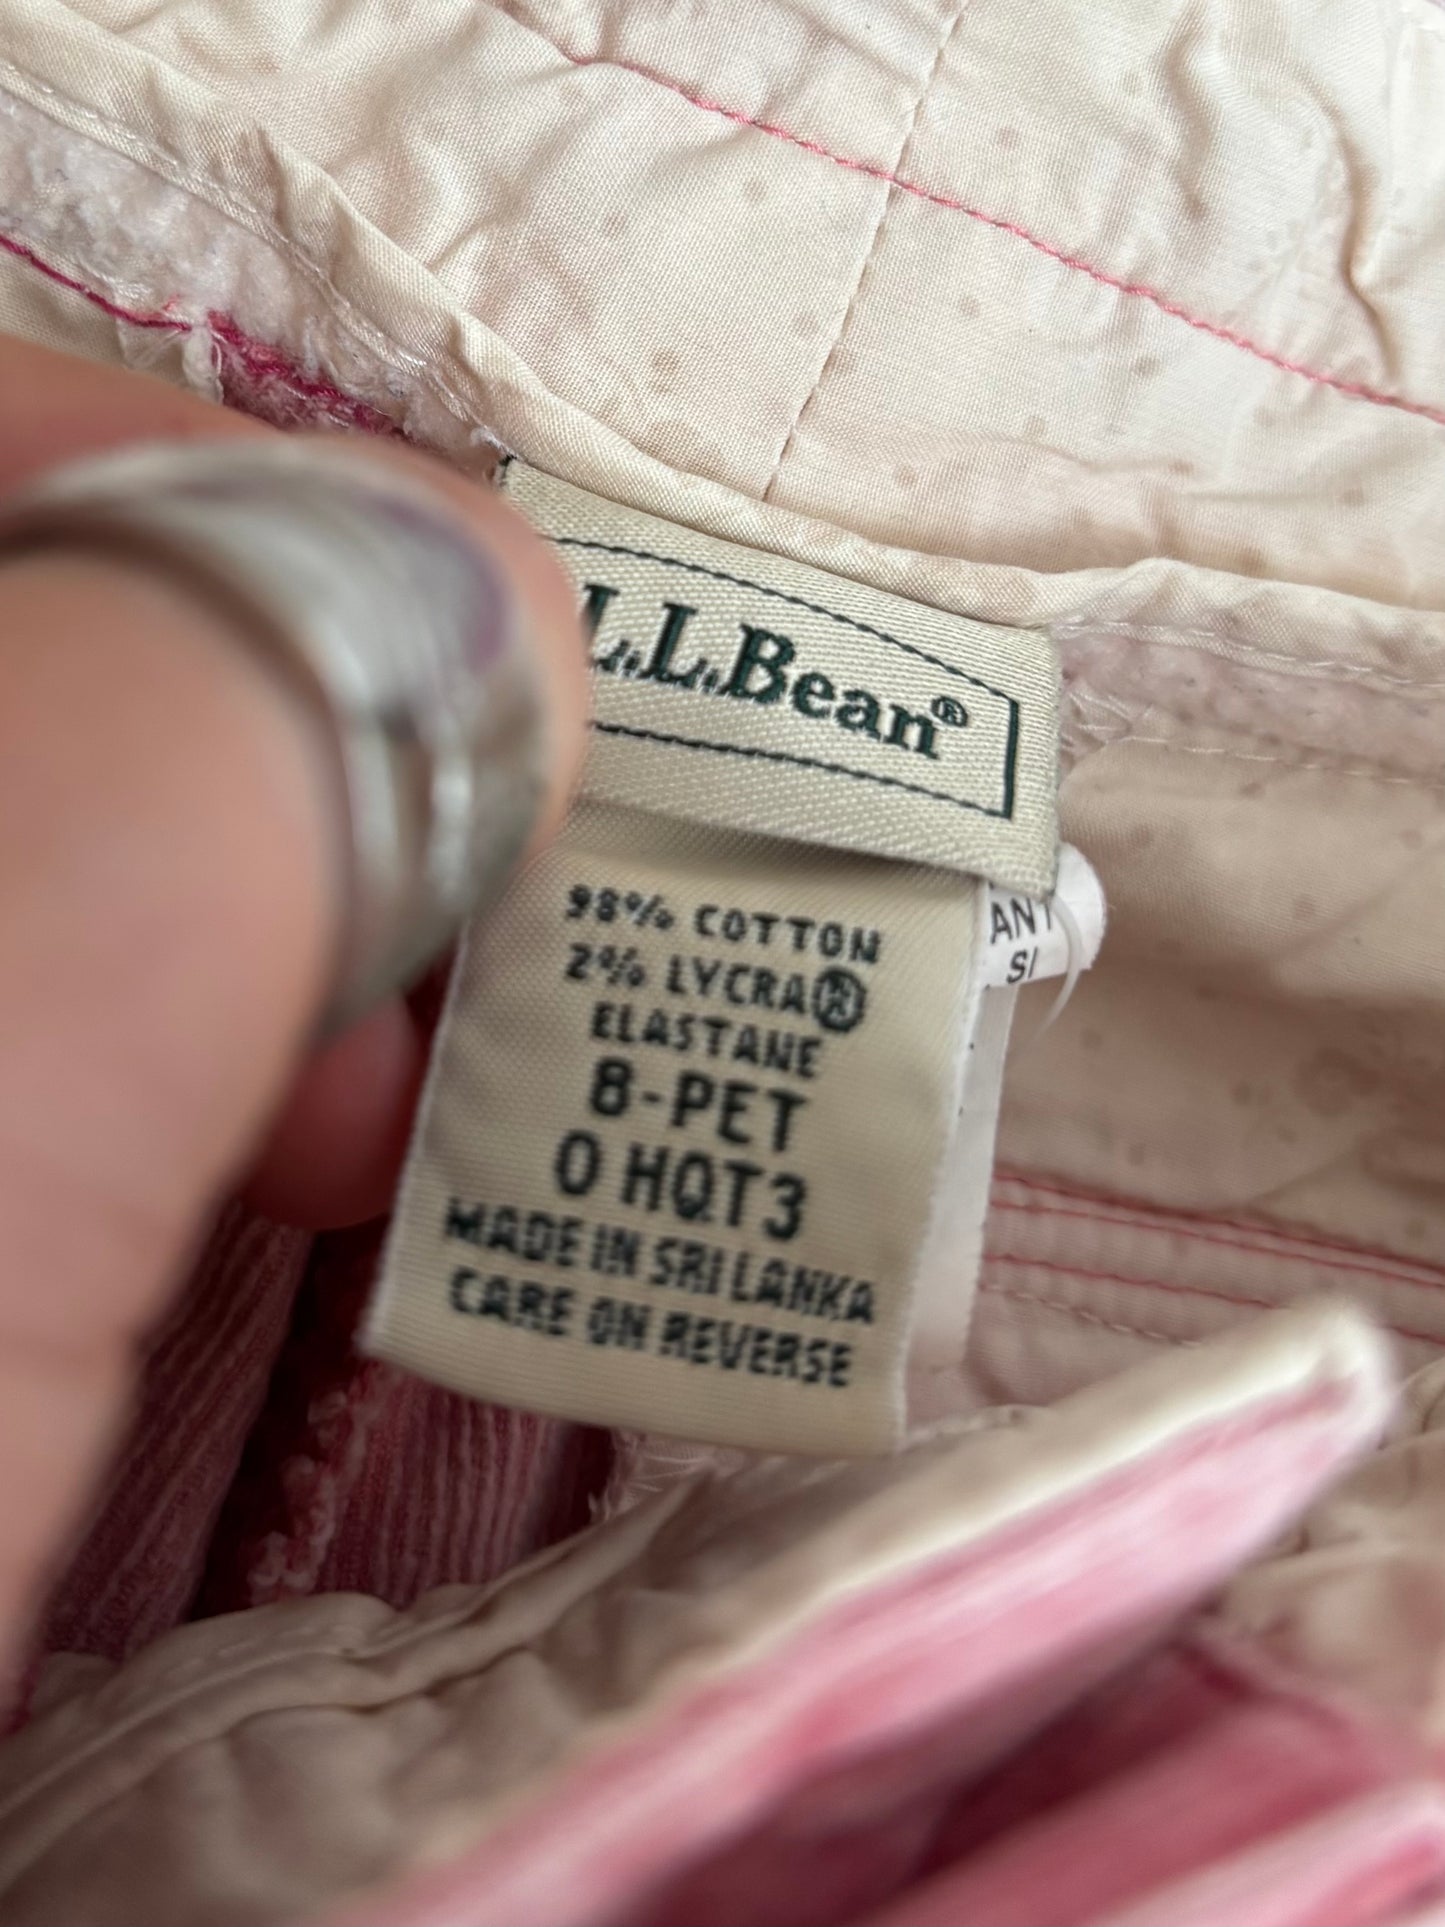 L.L.Bean®
98% COTTON
2% LYCRA®
ELASTANE
8-PET
0 HQT3
MADE IN SRI LANKA
CARE ON REVERSE